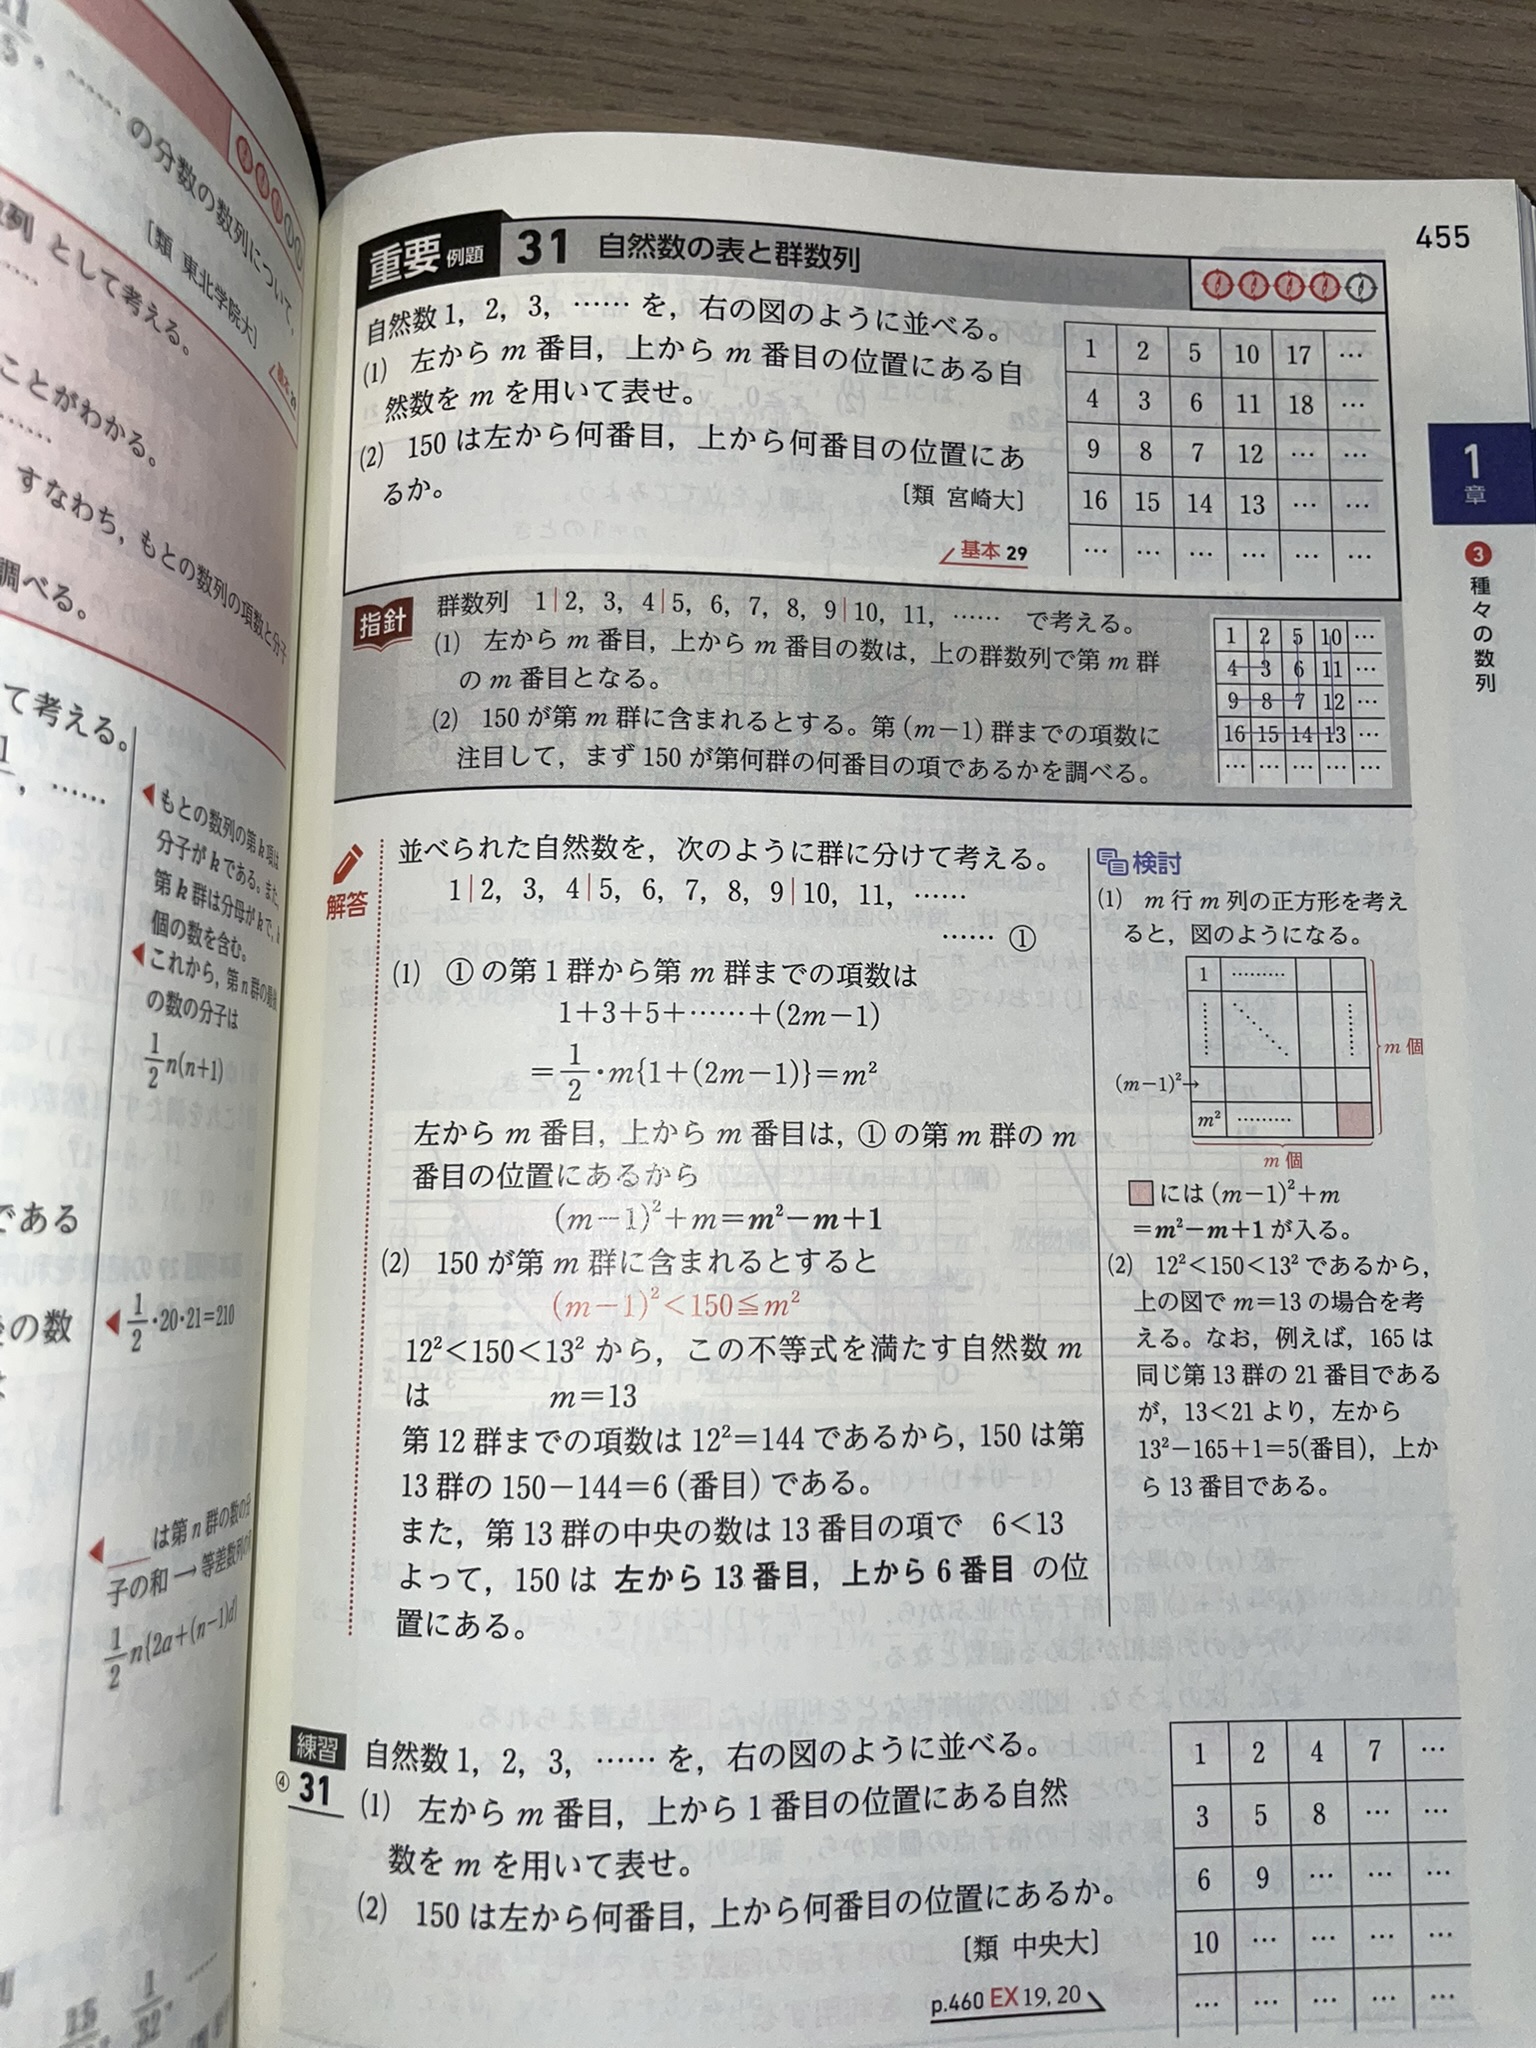 の分数の数列について,
〔類 東北学院大〕
として考える。
ことがわかる。
すなわち, もとの数列の項数と分子
調べる。
て考える。
◀もとの数列の第k項は
分子がkである。また,
第k群は分母がkで, k
個の数を含む。
◀これから, 第n群の最後
の数の分子は
1/2 n(n+1)
である
後の数
◀1/2・20・21=210
◀ は第n群の数の分
子の和→等差数列の
1/2 n{2a+(n-1)d}
455
重要 例題 31 自然数の表と群数列
自然数1, 2, 3, …… を, 右の図のように並べる。
(1) 左から m 番目, 上から m 番目の位置にある自
然数を m を用いて表せ。
(2) 150 は左から何番目, 上から何番目の位置にあ
るか。
〔類 宮崎大〕
基本 29
1 2 5 10 17 …
4 3 6 11 18 …
9 8 7 12 … …
16 15 14 13 … …
… … … … … …
1
章
3 種々の数列
指針
群数列 1|2, 3, 4|5, 6, 7, 8, 9|10, 11, …… で考える。
(1) 左から m 番目, 上から m 番目の数は, 上の群数列で第 m 群
の m 番目となる。
(2) 150 が第 m 群に含まれるとする。第 (m-1) 群までの項数に
注目して, まず 150 が第何群の何番目の項であるかを調べる。
1 2 5 10 …
4 3 6 11 …
9 8 7 12 …
16 15 14 13 …
… … … … …
解答
並べられた自然数を, 次のように群に分けて考える。
1|2, 3, 4|5, 6, 7, 8, 9|10, 11, ……
…… ①
(1) ① の第 1 群から第 m 群までの項数は
1+3+5+……+(2m-1)
=1/2・m{1+(2m-1)}=m²
左から m 番目, 上から m 番目は, ① の第 m 群の m
番目の位置にあるから
(m-1)²+m=m²-m+1
(2) 150 が第 m 群に含まれるとすると
(m-1)²<150≦m²
12²<150<13² から, この不等式を満たす自然数 m
は m=13
第 12 群までの項数は 12²=144 であるから, 150 は第
13 群の 150-144=6 (番目) である。
また, 第 13 群の中央の数は 13 番目の項で 6<13
よって, 150 は 左から 13 番目, 上から 6 番目 の位
置にある。
検討
(1) m 行 m 列の正方形を考え
ると, 図のようになる。
1 ………
m 個
(m-1)²→
m² ………
m 個
には (m-1)²+m
=m²-m+1 が入る。
(2) 12²<150<13² であるから,
上の図で m=13 の場合を考
える。なお, 例えば, 165 は
同じ第 13 群の 21 番目である
が, 13<21 より, 左から
13²-165+1=5(番目), 上か
ら 13 番目である。
練習
④ 31
自然数 1, 2, 3, …… を, 右の図のように並べる。
(1) 左から m 番目, 上から 1 番目の位置にある自然
数を m を用いて表せ。
(2) 150 は左から何番目, 上から何番目の位置にあるか。
〔類 中央大〕
p.460 EX 19, 20
1 2 4 7 …
3 5 8 … …
6 9 … … …
10 … … … …
… … … … …